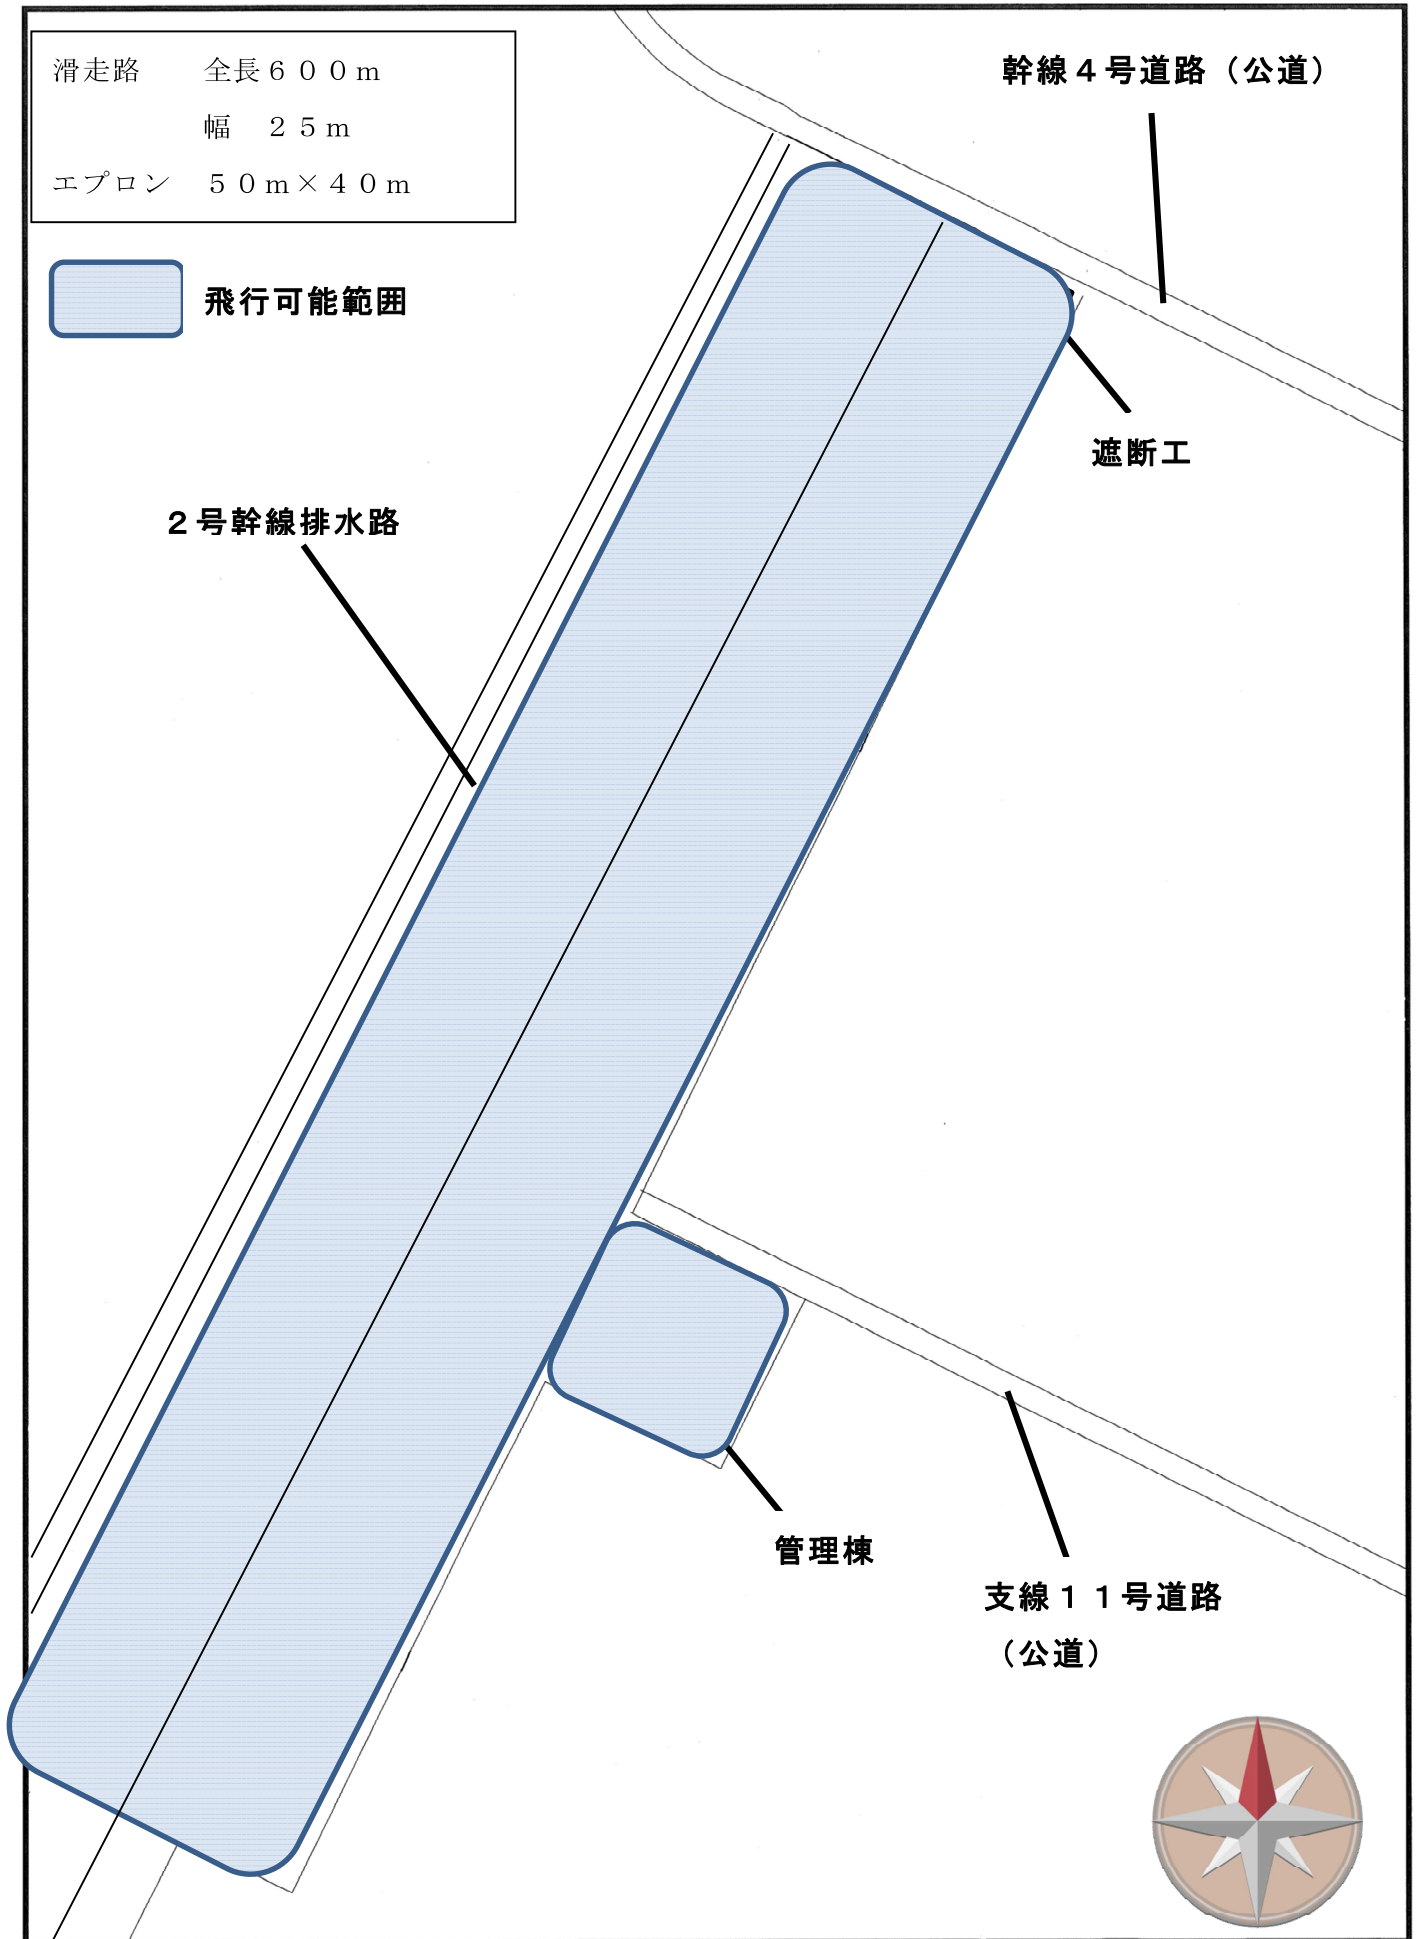 滑走路　　全長６００ｍ
幅　２５ｍ
エプロン　５０ｍ×４０ｍ
幹線４号道路（公道）
飛行可能範囲
遮断工
２号幹線排水路
管理棟
支線１１号道路
（公道）